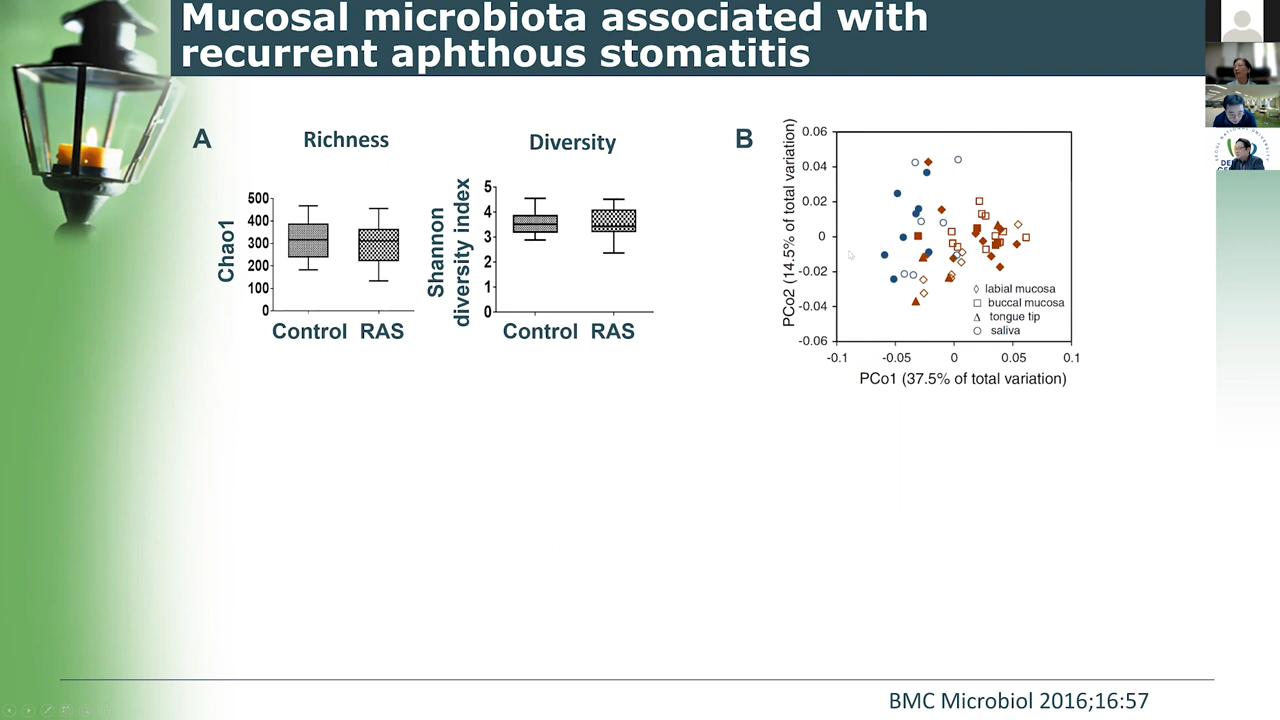 Mucosal microbiota associated with
recurrent aphthous stomatitis
A
Richness
Chao1
500
400
300
200
100
0
Control RAS
Diversity
Shannon
diversity index
5
4
3
2
1
0
Control RAS
B
PCo2 (14.5% of total variation)
0.06
0.04
0.02
0
-0.02
-0.04
-0.06
labial mucosa
buccal mucosa
tongue tip
saliva
-0.1 -0.05 0 0.05 0.1
PCo1 (37.5% of total variation)
BMC Microbiol 2016;16:57